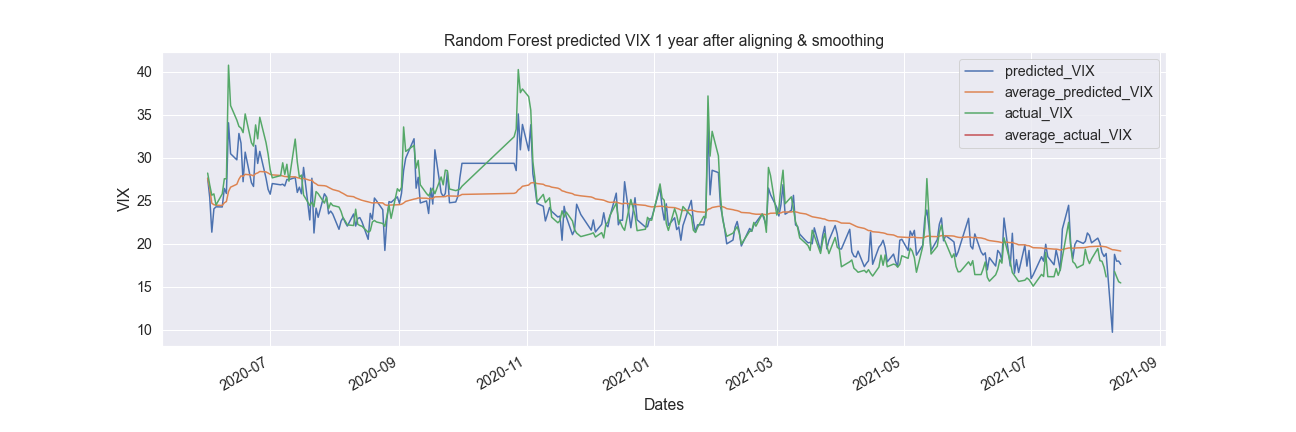 Random Forest predicted VIX 1 year after aligning & smoothing
predicted_VIX
average_predicted_VIX
actual_VIX
average_actual_VIX
VIX
40
35
30
25
20
15
10
2020-07
2020-09
2020-11
2021-01
2021-03
2021-05
2021-07
2021-09
Dates